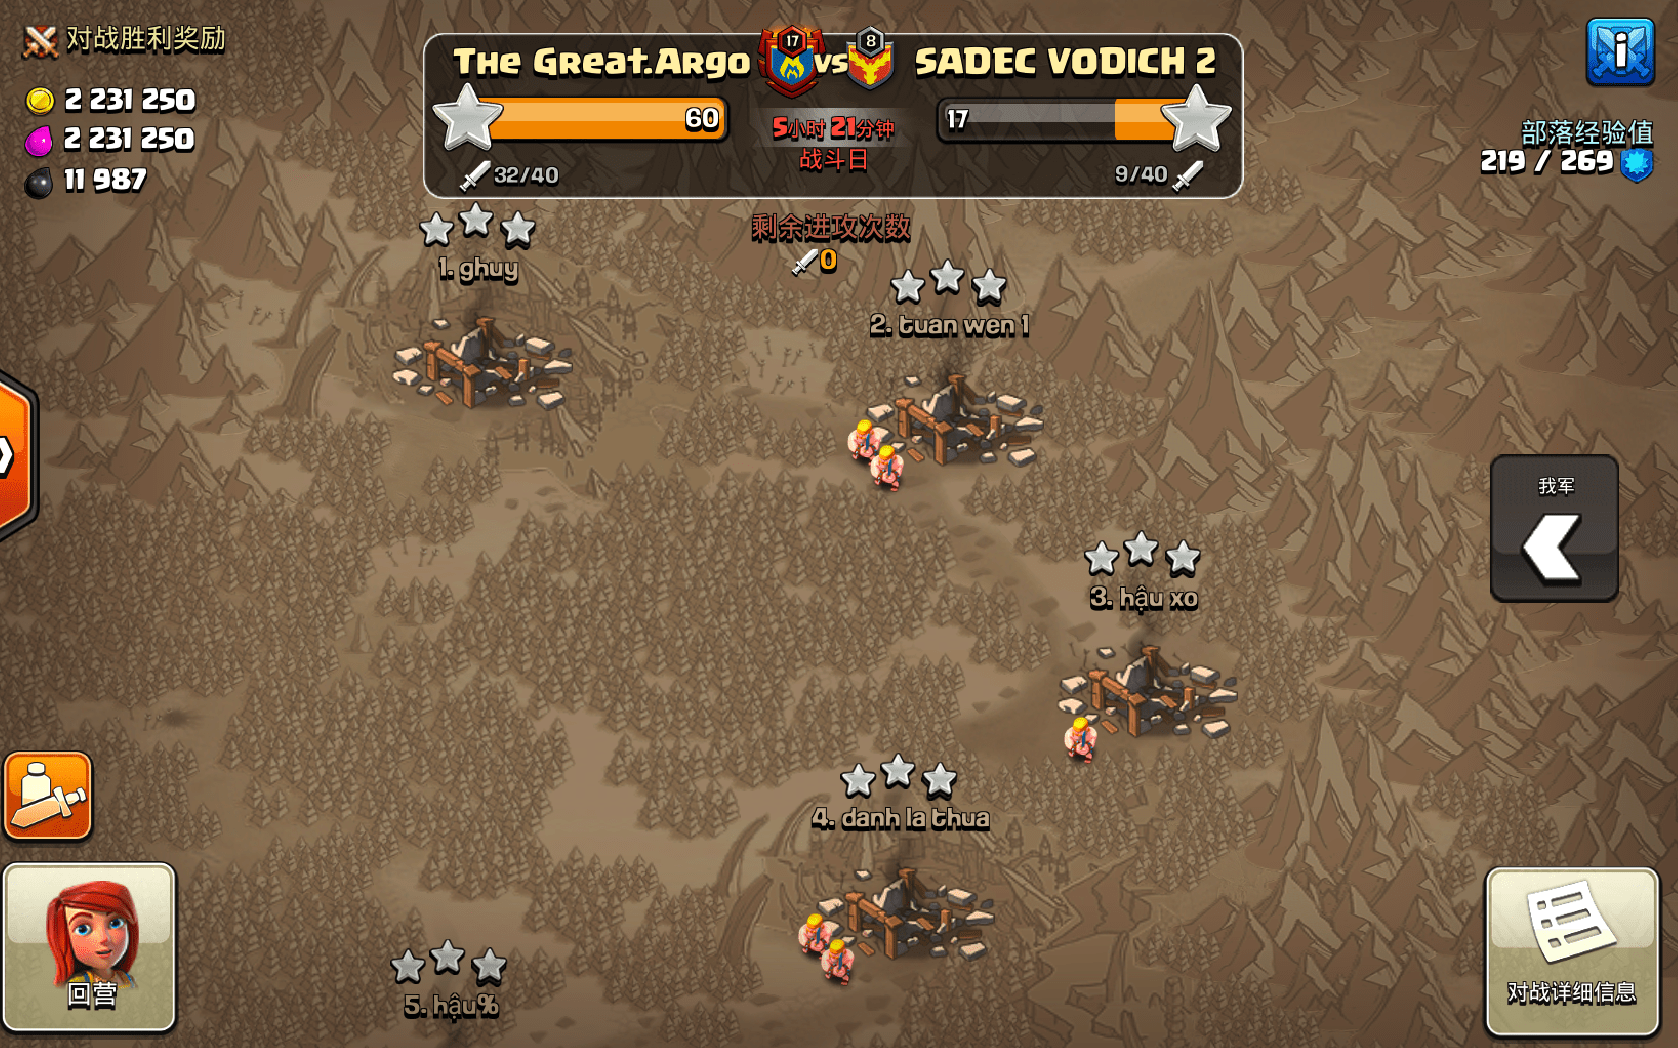 对战胜利奖励
2 231 250
2 231 250
11 987
The Great.Argo
17
vs
8
SADEC VODICH 2
60
5小时 21分钟
17
战斗日
32/40
9/40
部落经验值
219 / 269
剩余进攻次数
0
1. ghuy
2. tuan wen 1
我军
3. hậu xo
4. danh la thua
5. hậu%
回营
对战详细信息